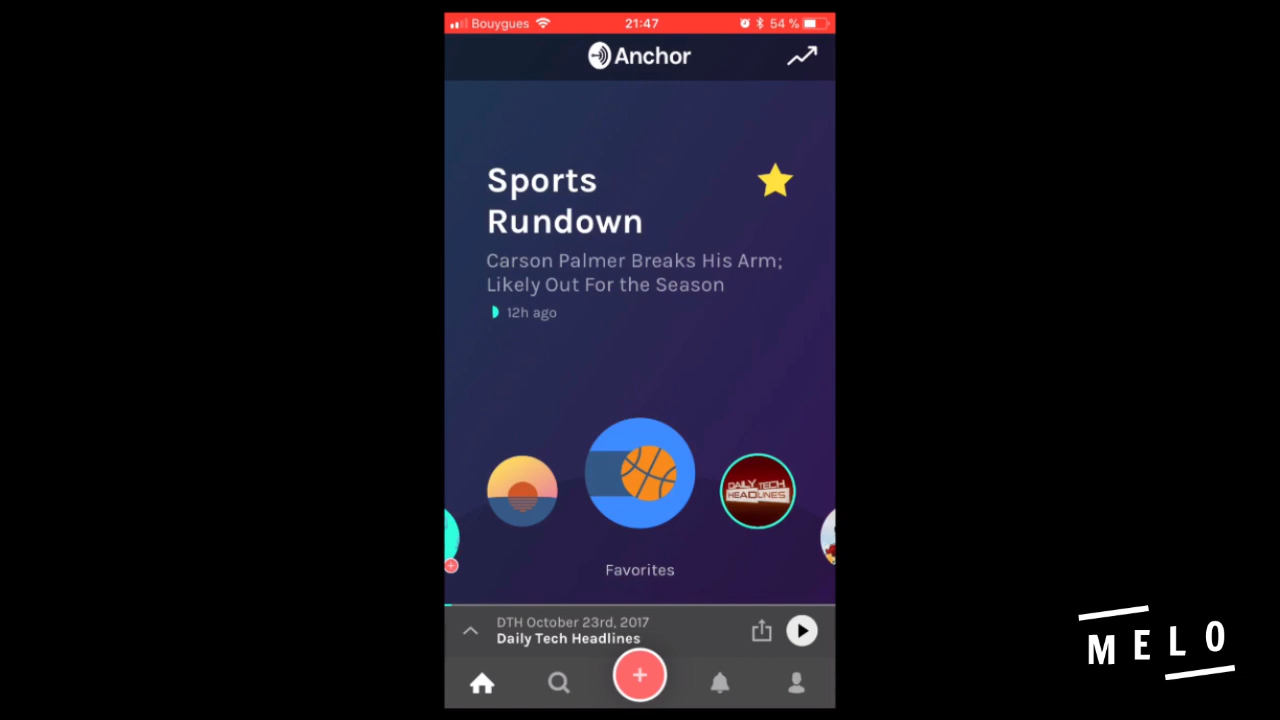 Bouygues 21:47 54 %
Anchor
Sports
Rundown
Carson Palmer Breaks His Arm;
Likely Out For the Season
12h ago
DAILY TECH
HEADLINES
Favorites
DTH October 23rd, 2017
Daily Tech Headlines
MELO